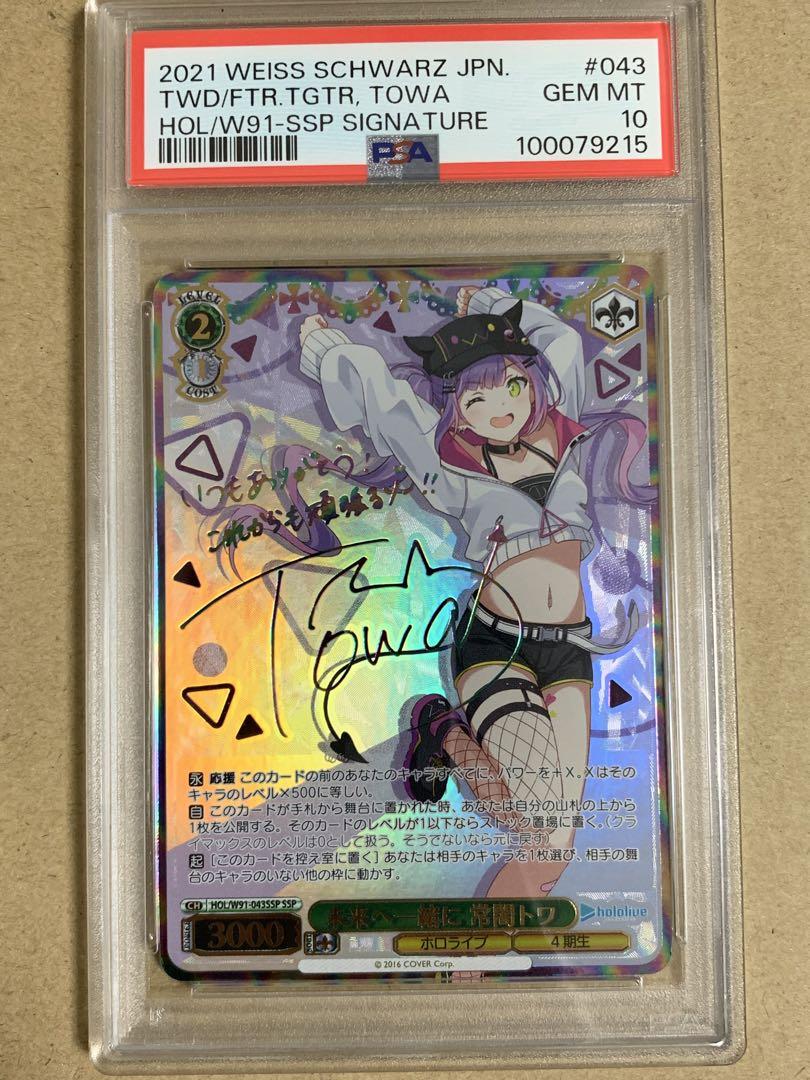 2021 WEISS SCHWARZ JPN. #043
TWD/FTR.TGTR, TOWA GEM MT
HOL/W91-SSP SIGNATURE 10
PSA 100079215
LEVEL
2
1
COST
いつもありがとう!
これからも頑張るゾ!!
Towa
永 応援 このカードの前のあなたのキャラすべてに、パワーを+X。Xはその
キャラのレベル×500に等しい。
自 このカードが手札から舞台に置かれた時、あなたは自分の山札の上から
1枚を公開する。そのカードのレベルが1以下ならストック置場に置く。(クラ
イマックスのレベルは0として扱う。そうでないなら元に戻す)
起 [このカードを控え室に置く] あなたは相手のキャラを1枚選び、相手の舞
台のキャラのいない他の枠に動かす。
CH HOL/W91-043SSP SSP
未来へ一緒に 常闇トワ
hololive
POWER 3000
ホロライブ 4期生
© 2016 COVER Corp.